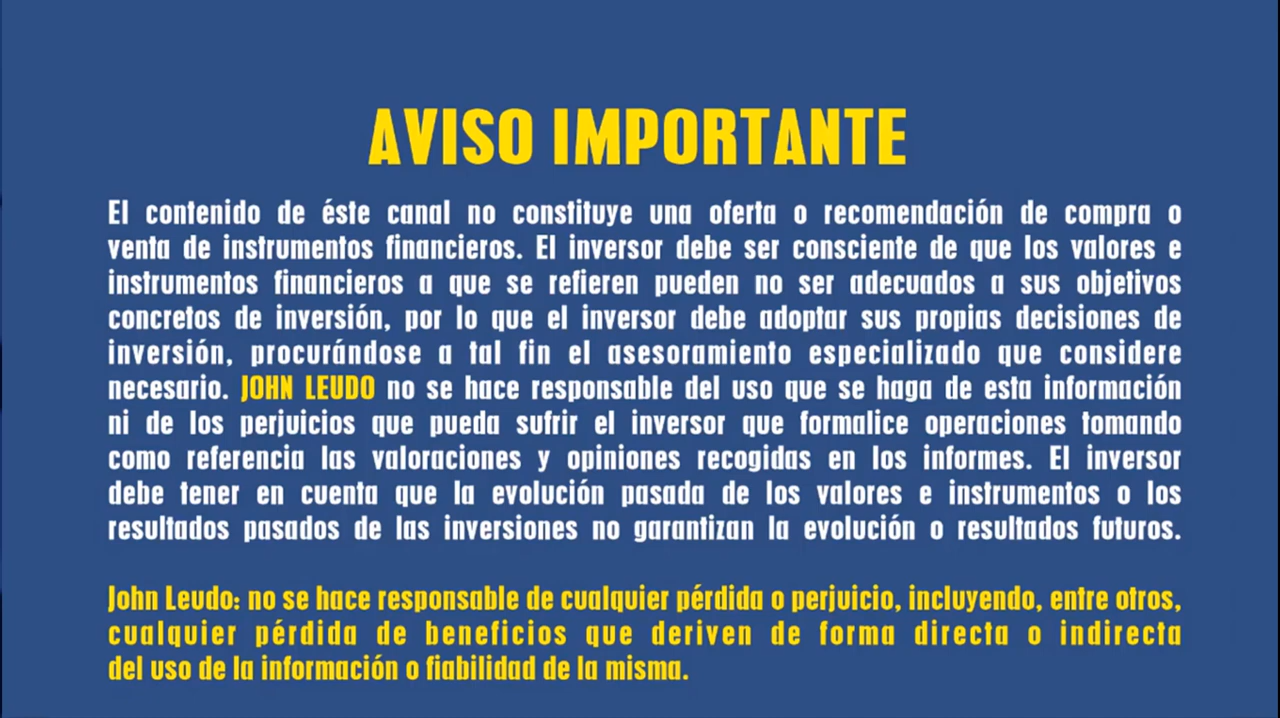 AVISO IMPORTANTE
El contenido de éste canal no constituye una oferta o recomendación de compra o
venta de instrumentos financieros. El inversor debe ser consciente de que los valores e
instrumentos financieros a que se refieren pueden no ser adecuados a sus objetivos
concretos de inversión, por lo que el inversor debe adoptar sus propias decisiones de
inversión, procurándose a tal fin el asesoramiento especializado que considere
necesario. JOHN LEUDO no se hace responsable del uso que se haga de esta información
ni de los perjuicios que pueda sufrir el inversor que formalice operaciones tomando
como referencia las valoraciones y opiniones recogidas en los informes. El inversor
debe tener en cuenta que la evolución pasada de los valores e instrumentos o los
resultados pasados de las inversiones no garantizan la evolución o resultados futuros.
John Leudo: no se hace responsable de cualquier pérdida o perjuicio, incluyendo, entre otros,
cualquier pérdida de beneficios que deriven de forma directa o indirecta
del uso de la información o fiabilidad de la misma.